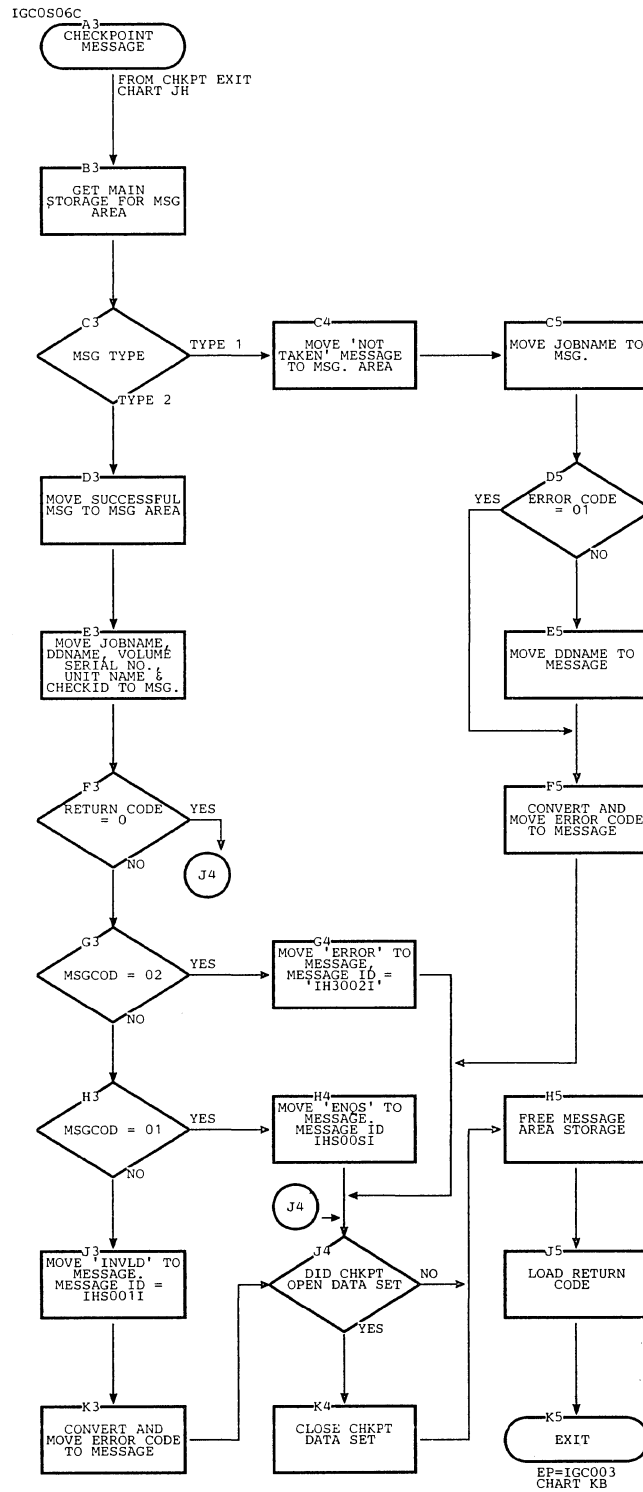 IGC0S06C
A3
CHECKPOINT
MESSAGE
FROM CHKPT EXIT
CHART JH
B3
GET MAIN
STORAGE FOR MSG
AREA
C3
MSG TYPE
TYPE 1
TYPE 2
C4
MOVE 'NOT
TAKEN' MESSAGE
TO MSG. AREA
C5
MOVE JOBNAME TO
MSG.
D3
MOVE SUCCESSFUL
MSG TO MSG AREA
D5
YES
ERROR CODE
= 01
NO
E3
MOVE JOBNAME,
DDNAME, VOLUME
SERIAL NO.,
UNIT NAME &
CHECKID TO MSG.
E5
MOVE DDNAME TO
MESSAGE
F3
RETURN CODE
= 0
YES
NO
J4
F5
CONVERT AND
MOVE ERROR CODE
TO MESSAGE
G3
MSGCOD = 02
YES
NO
G4
MOVE 'ERROR' TO
MESSAGE,
MESSAGE ID =
'IH3002I'
H3
MSGCOD = 01
YES
NO
H4
MOVE 'ENQS' TO
MESSAGE.
MESSAGE ID
IHS00SI
H5
FREE MESSAGE
AREA STORAGE
J4
J3
MOVE 'INVLD' TO
MESSAGE.
MESSAGE ID =
IHS001I
J4
DID CHKPT
OPEN DATA SET
NO
YES
J5
LOAD RETURN
CODE
K3
CONVERT AND
MOVE ERROR CODE
TO MESSAGE
K4
CLOSE CHKPT
DATA SET
K5
EXIT
EP=IGC003
CHART KB